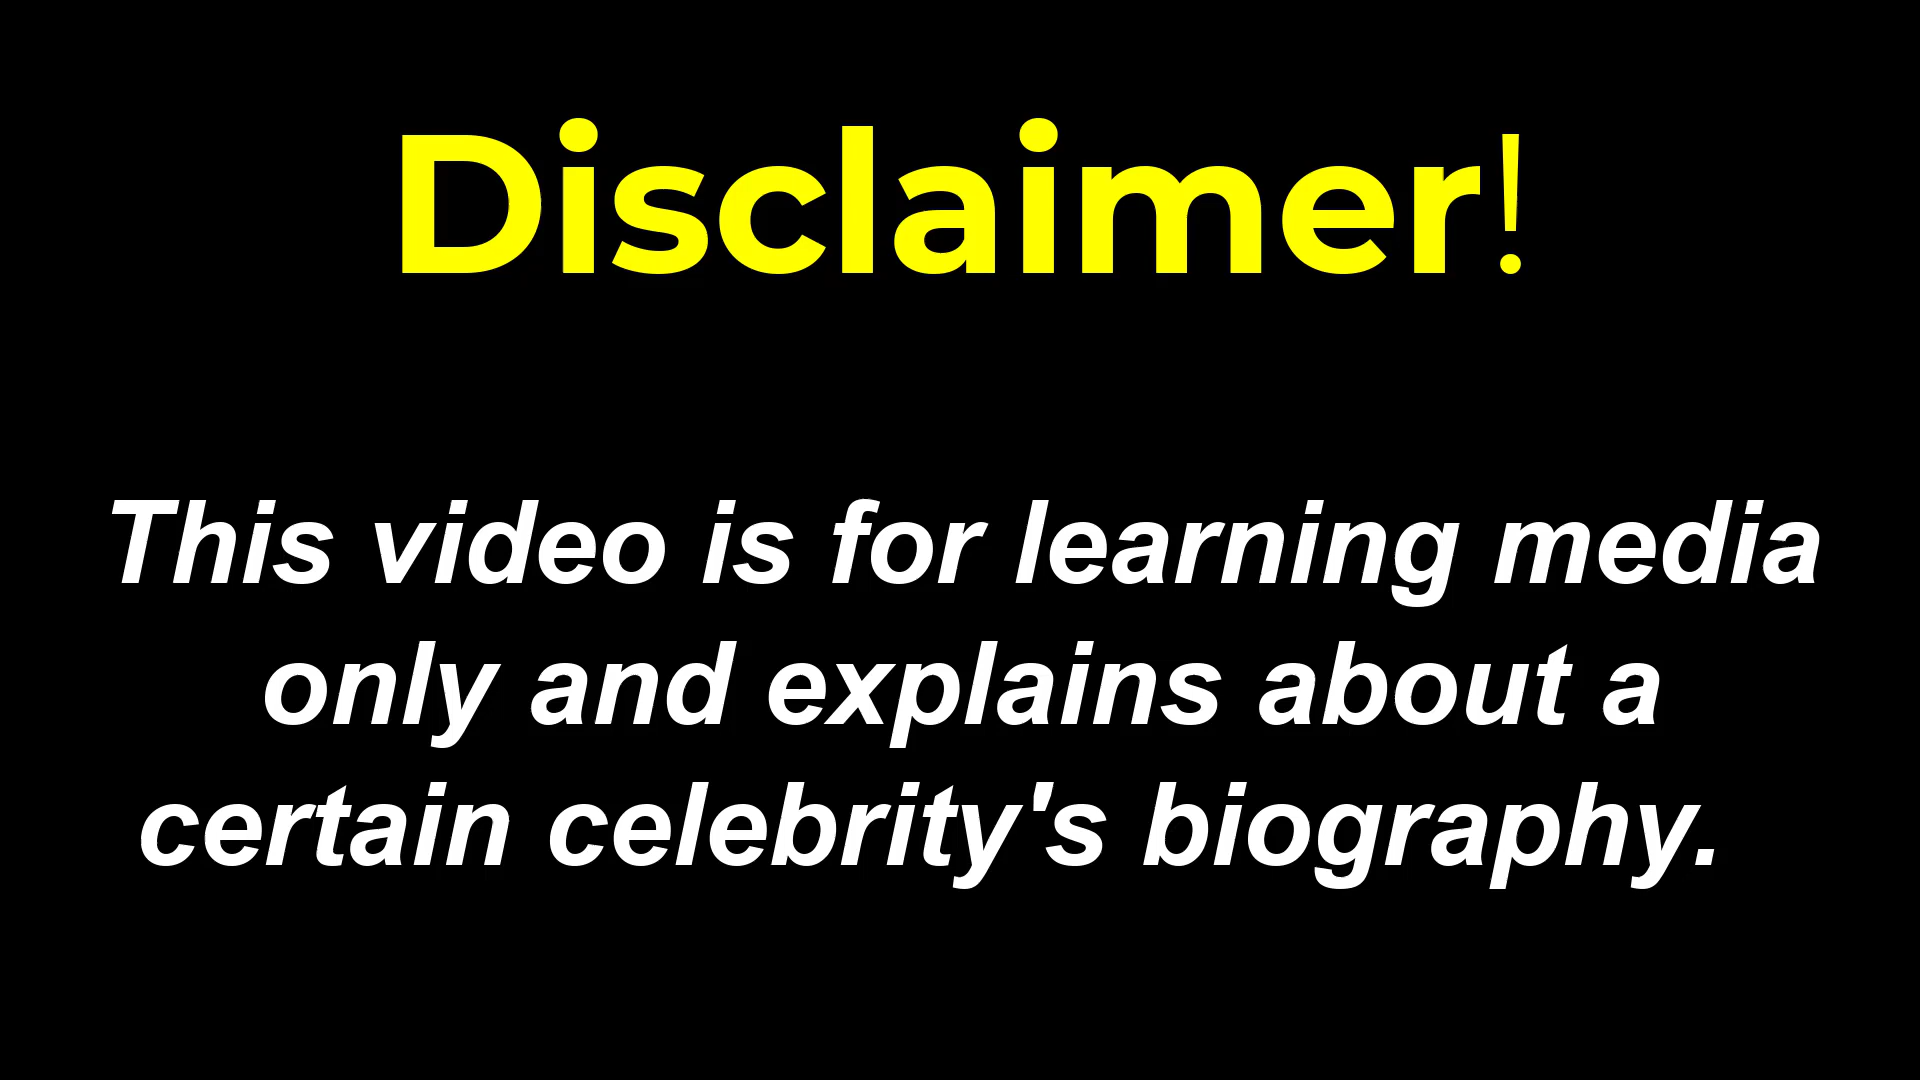 Disclaimer!
This video is for learning media
only and explains about a
certain celebrity's biography.